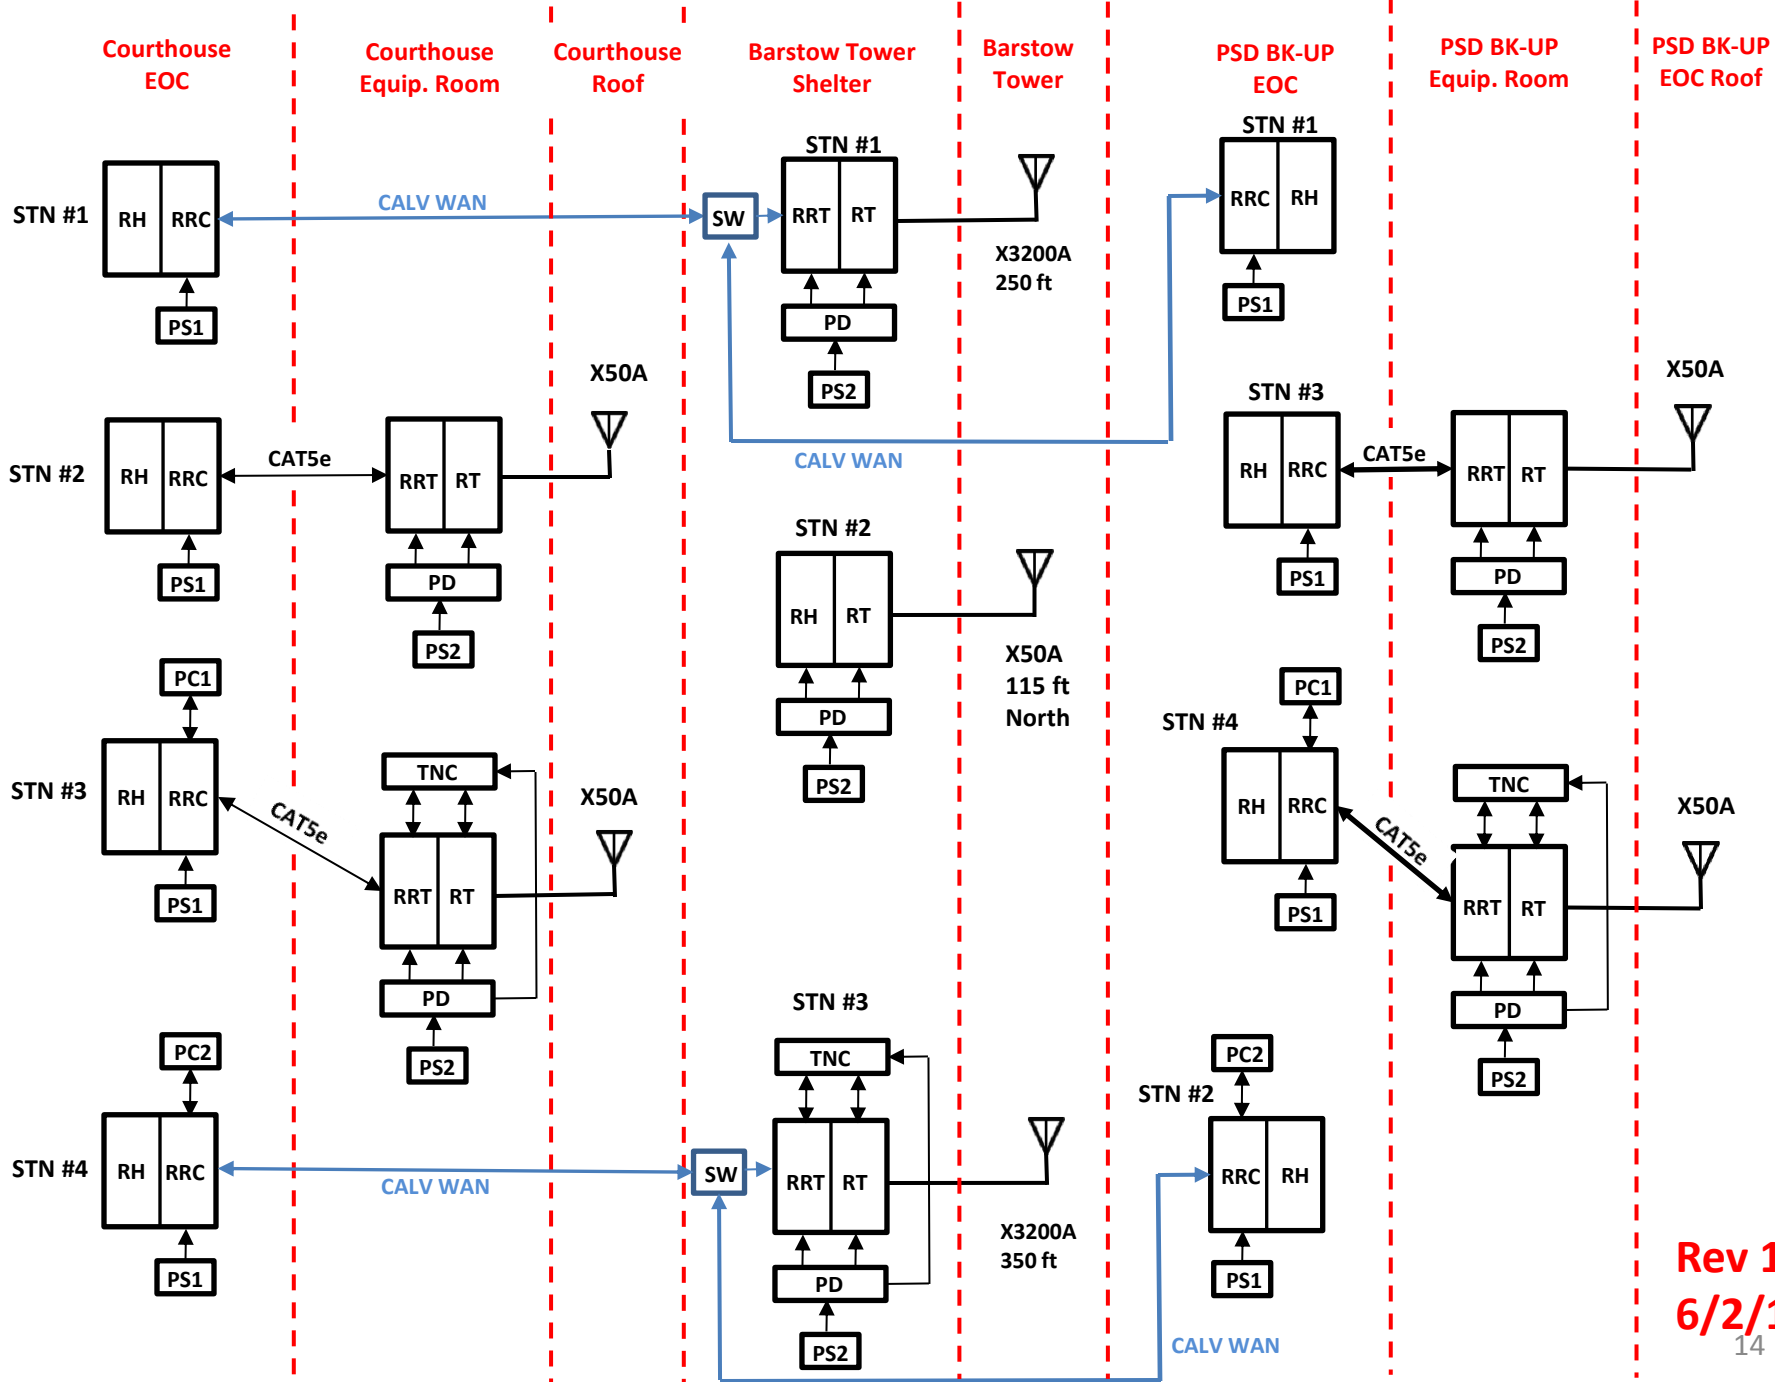 Courthouse
EOC
Courthouse
Equip. Room
Courthouse
Roof
Barstow Tower
Shelter
Barstow
Tower
PSD BK-UP
EOC
PSD BK-UP
Equip. Room
PSD BK-UP
EOC Roof
STN #1
RH
RRC
PS1
CALV WAN
SW
STN #1
RRT
RT
PD
PS2
X3200A
250 ft
STN #1
RRC
RH
PS1
CALV WAN
STN #2
RH
RRC
PS1
CAT5e
RRT
RT
PD
PS2
X50A
STN #2
RH
RT
PD
PS2
X50A
115 ft
North
STN #3
RH
RRC
PS1
CAT5e
RRT
RT
PD
PS2
X50A
STN #3
PC1
RH
RRC
PS1
CAT5e
TNC
RRT
RT
PD
PS2
X50A
STN #4
PC1
RH
RRC
PS1
CAT5e
TNC
RRT
RT
PD
PS2
X50A
STN #4
PC2
RH
RRC
PS1
CALV WAN
SW
STN #3
TNC
RRT
RT
PD
PS2
X3200A
350 ft
STN #2
PC2
RRC
RH
PS1
CALV WAN
Rev 1
6/2/1
14